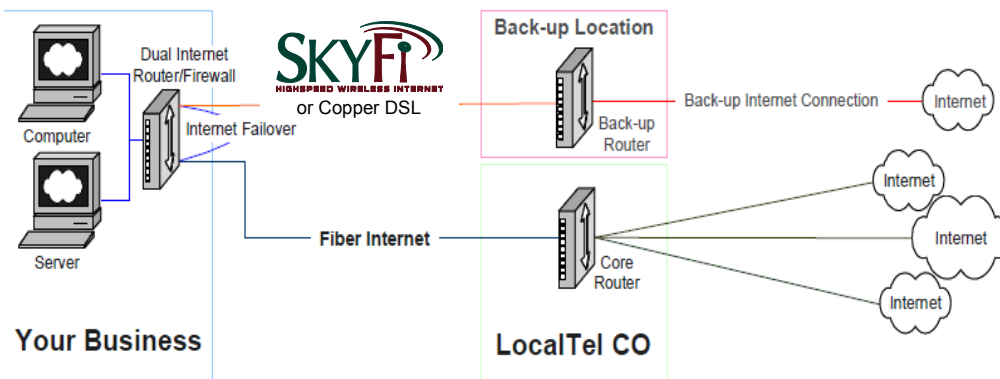 Computer
Server
Your Business
Dual Internet
Router/Firewall
Internet Failover
SKYFi
HIGHSPEED WIRELESS INTERNET
or Copper DSL
Fiber Internet
Back-up Location
Back-up
Router
Back-up Internet Connection
Internet
Core
Router
LocalTel CO
Internet
Internet
Internet